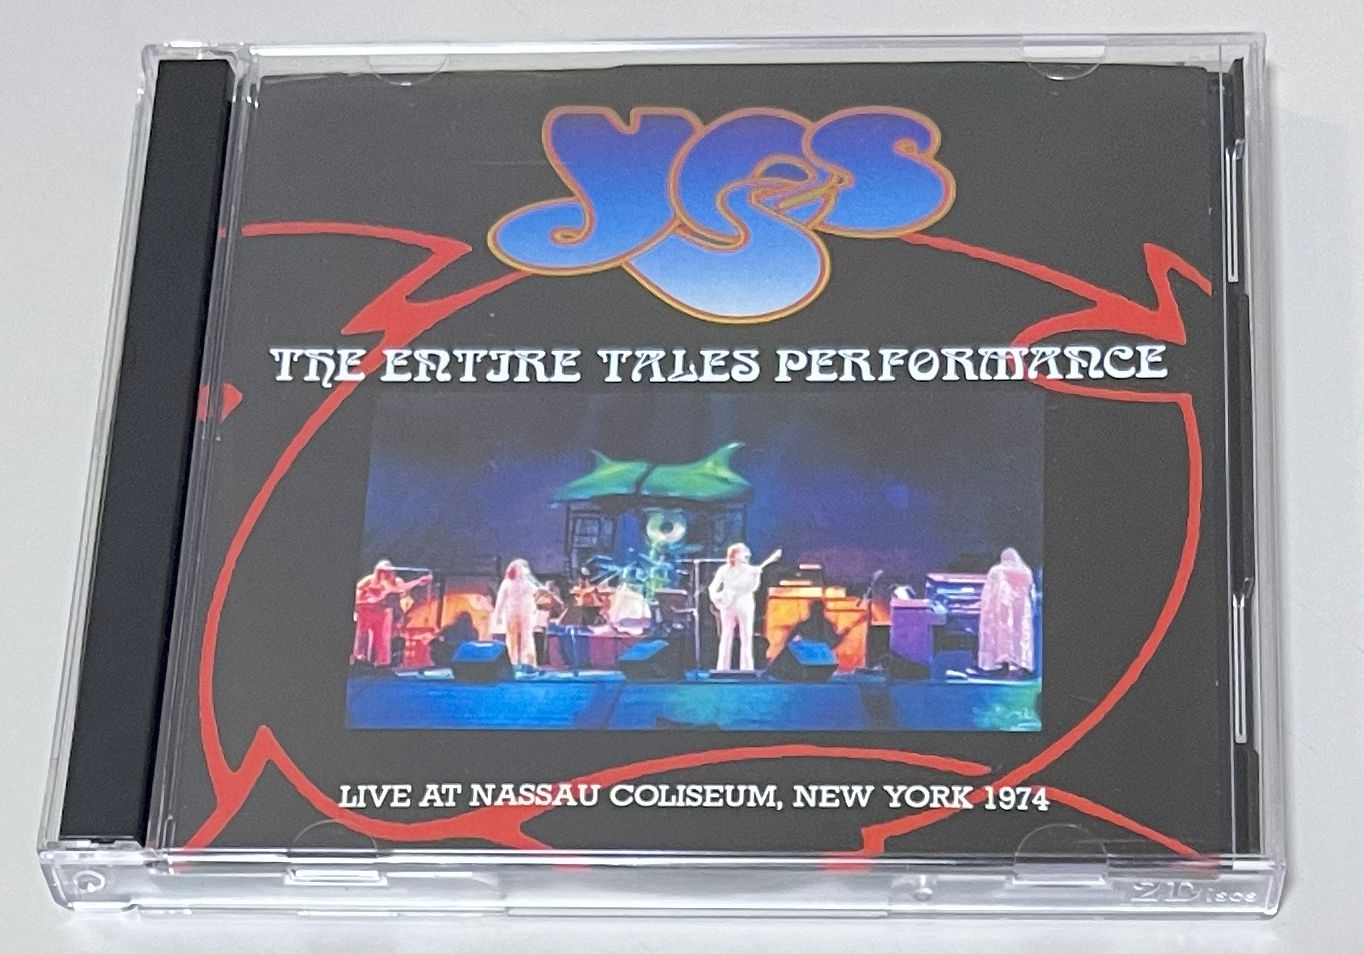 yes
THE ENTIRE TALES PERFORMANCE
LIVE AT NASSAU COLISEUM, NEW YORK 1974
2Discs